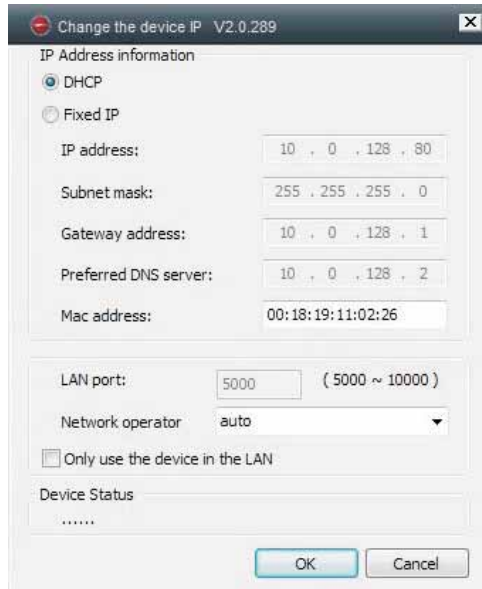 Change the device IP V2.0.289
IP Address information
DHCP
Fixed IP
IP address: 10 . 0 . 128 . 80
Subnet mask: 255 . 255 . 255 . 0
Gateway address: 10 . 0 . 128 . 1
Preferred DNS server: 10 . 0 . 128 . 2
Mac address: 00:18:19:11:02:26
LAN port: 5000 ( 5000 ~ 10000 )
Network operator auto
Only use the device in the LAN
Device Status
......
OK Cancel